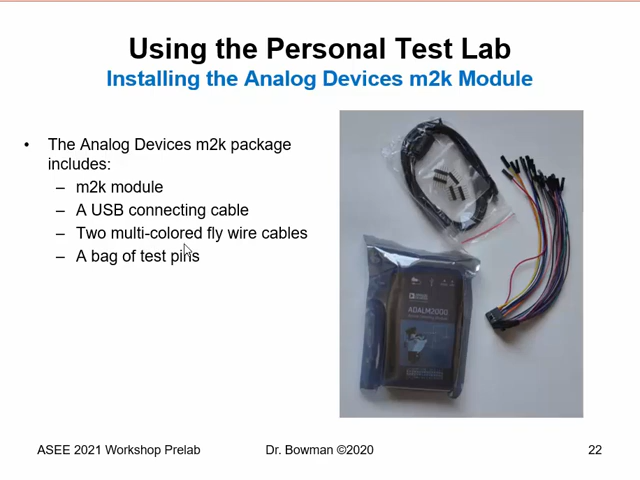 Using the Personal Test Lab
Installing the Analog Devices m2k Module
• The Analog Devices m2k package
includes:
– m2k module
– A USB connecting cable
– Two multi-colored fly wire cables
– A bag of test pins
ADALM2000
ASEE 2021 Workshop Prelab
Dr. Bowman ©2020
22